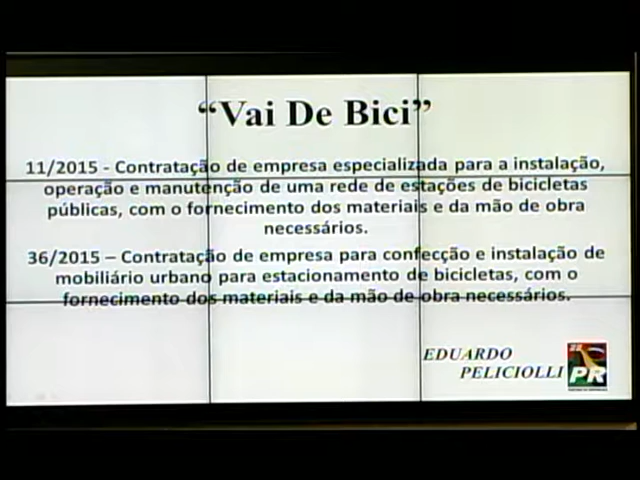 “Vai De Bici”
11/2015 - Contratação de empresa especializada para a instalação,
operação e manutenção de uma rede de estações de bicicletas
públicas, com o fornecimento dos materiais e da mão de obra
necessários.
36/2015 – Contratação de empresa para confecção e instalação de
mobiliário urbano para estacionamento de bicicletas, com o
fornecimento dos materiais e da mão de obra necessários.
EDUARDO
PELICIOLLI
22
PR